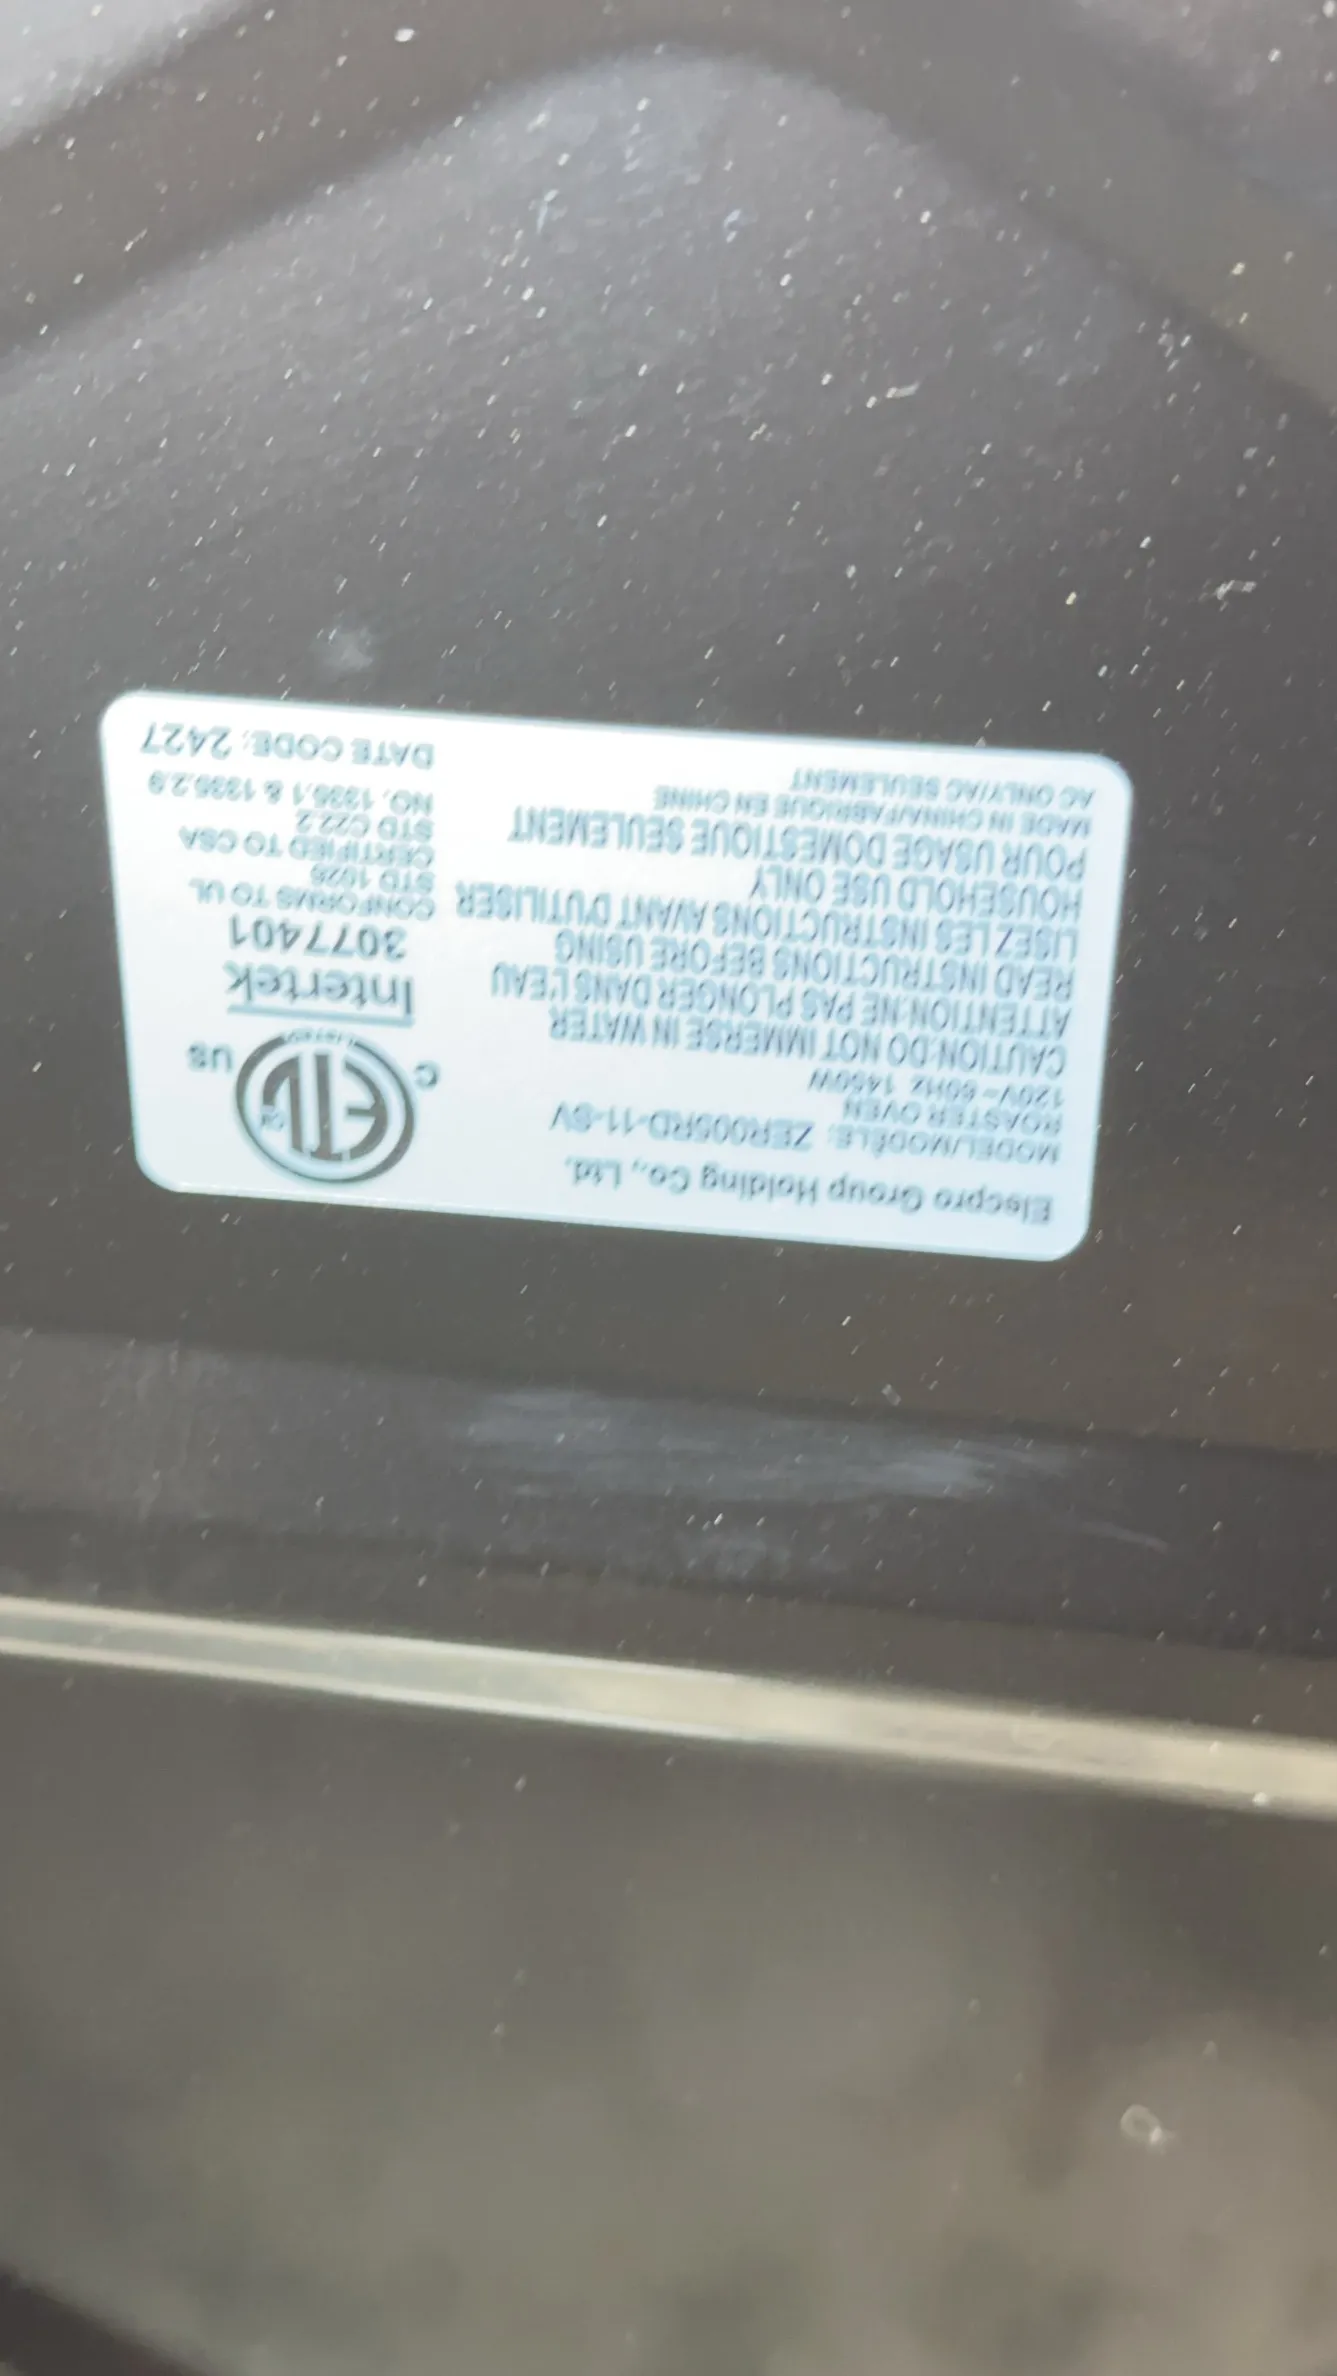 Elecpro Group Holding Co., Ltd.
MODEL/MODÈLE: ZER005RD-11-SV
ROASTER OVEN
120V~ 60Hz 1450W
CAUTION:DO NOT IMMERSE IN WATER
ATTENTION:NE PAS PLONGER DANS L'EAU
READ INSTRUCTIONS BEFORE USING
LISEZ LES INSTRUCTIONS AVANT D'UTILISER
HOUSEHOLD USE ONLY
POUR USAGE DOMESTIQUE SEULEMENT
MADE IN CHINA/FABRIQUE EN CHINE
AC ONLY/AC SEULEMENT
C ETL US
LISTED
Intertek
3077401
CONFORMS TO UL
STD 1026
CERTIFIED TO CSA
STD C22.2
NO. 1335.1 & 1335.2.9
DATE CODE: 2427